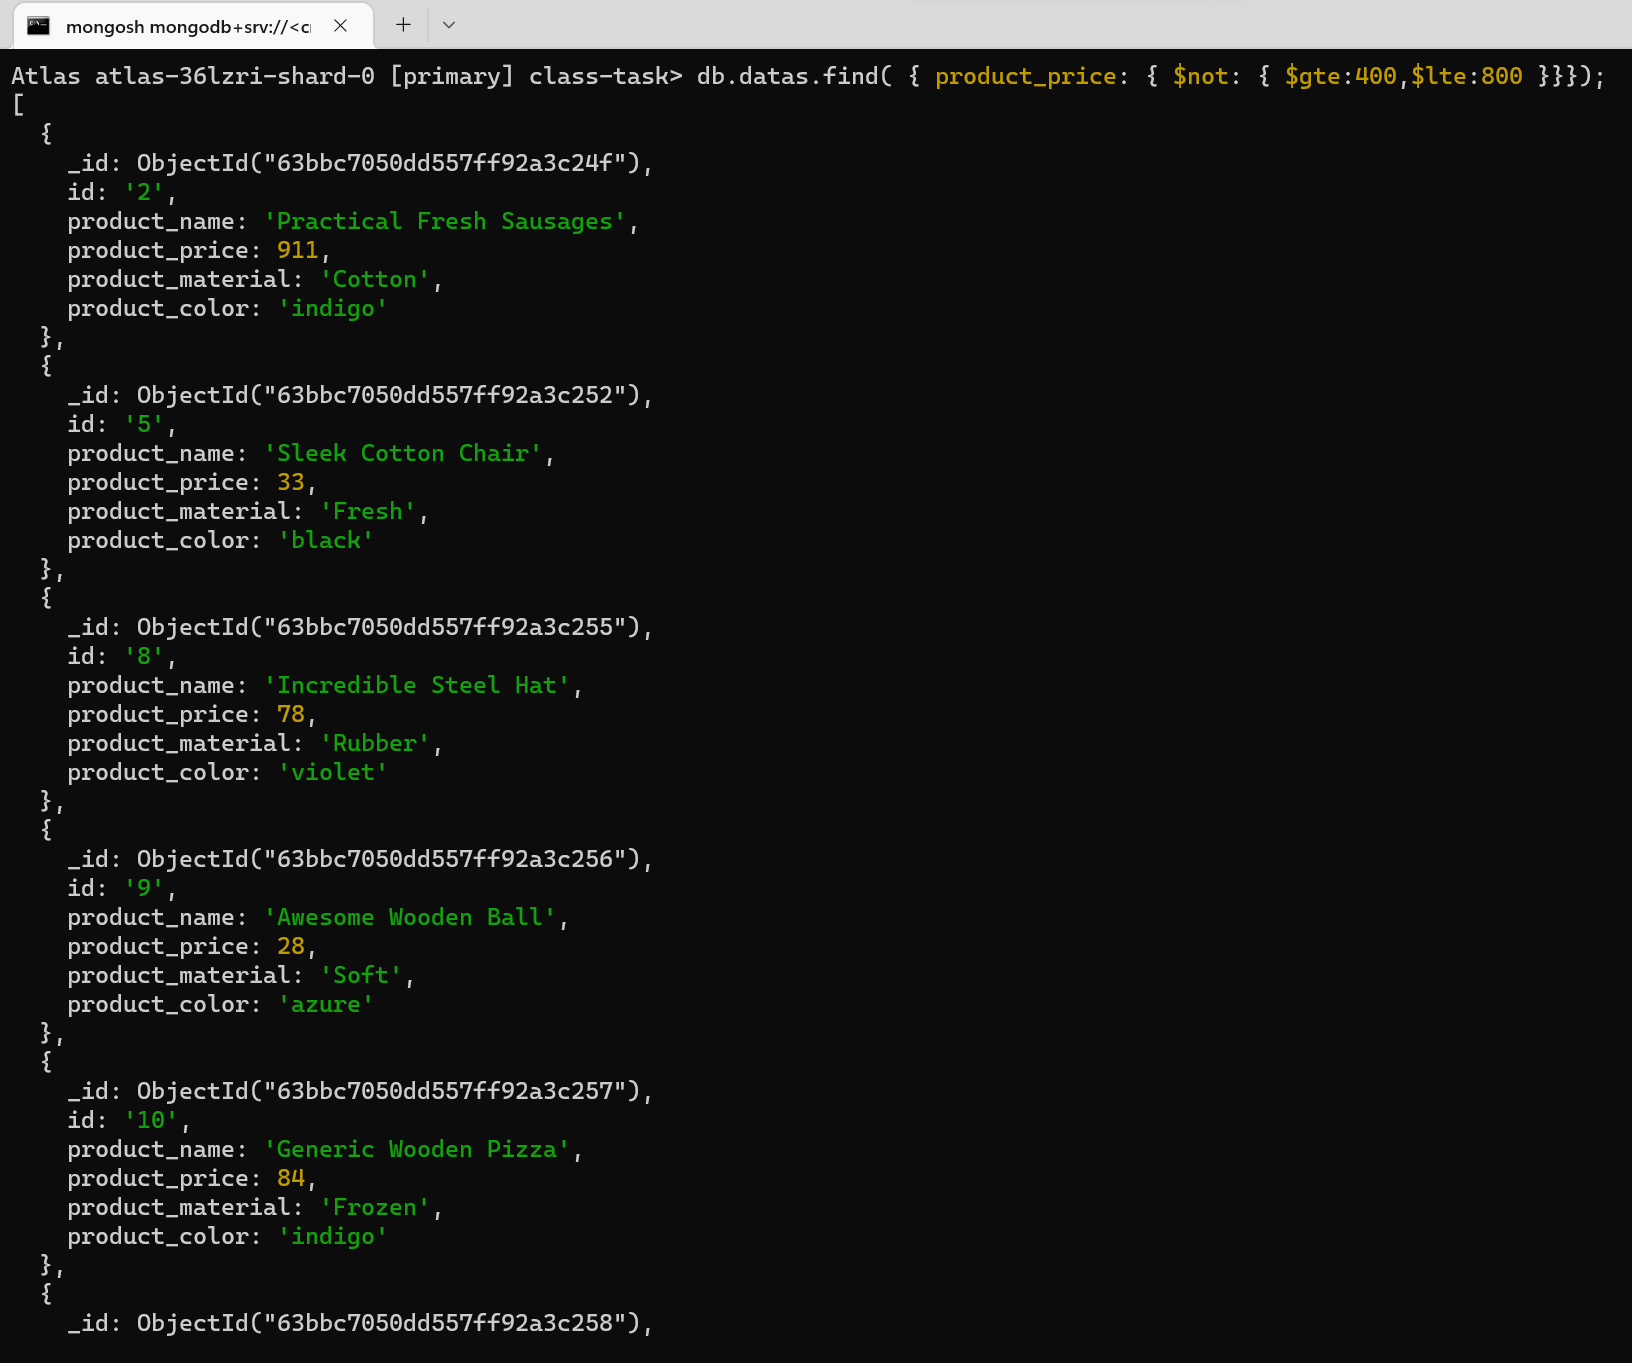 mongosh mongodb+srv://<c
Atlas atlas-36lzri-shard-0 [primary] class-task> db.datas.find( { product_price: { $not: { $gte:400,$lte:800 }}});
[
  {
    _id: ObjectId("63bbc7050dd557ff92a3c24f"),
    id: '2',
    product_name: 'Practical Fresh Sausages',
    product_price: 911,
    product_material: 'Cotton',
    product_color: 'indigo'
  },
  {
    _id: ObjectId("63bbc7050dd557ff92a3c252"),
    id: '5',
    product_name: 'Sleek Cotton Chair',
    product_price: 33,
    product_material: 'Fresh',
    product_color: 'black'
  },
  {
    _id: ObjectId("63bbc7050dd557ff92a3c255"),
    id: '8',
    product_name: 'Incredible Steel Hat',
    product_price: 78,
    product_material: 'Rubber',
    product_color: 'violet'
  },
  {
    _id: ObjectId("63bbc7050dd557ff92a3c256"),
    id: '9',
    product_name: 'Awesome Wooden Ball',
    product_price: 28,
    product_material: 'Soft',
    product_color: 'azure'
  },
  {
    _id: ObjectId("63bbc7050dd557ff92a3c257"),
    id: '10',
    product_name: 'Generic Wooden Pizza',
    product_price: 84,
    product_material: 'Frozen',
    product_color: 'indigo'
  },
  {
    _id: ObjectId("63bbc7050dd557ff92a3c258"),